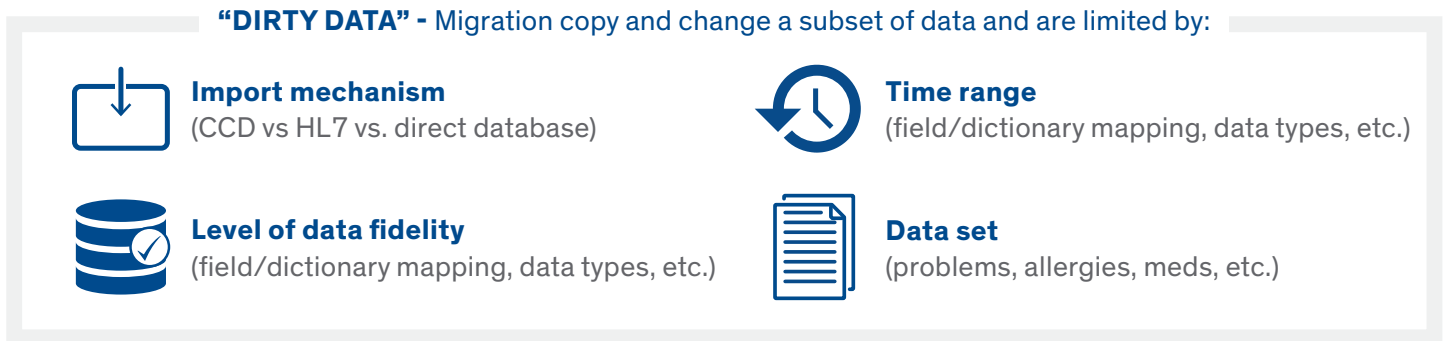 “DIRTY DATA” - Migration copy and change a subset of data and are limited by:
Import mechanism
(CCD vs HL7 vs. direct database)
Time range
(field/dictionary mapping, data types, etc.)
Level of data fidelity
(field/dictionary mapping, data types, etc.)
Data set
(problems, allergies, meds, etc.)